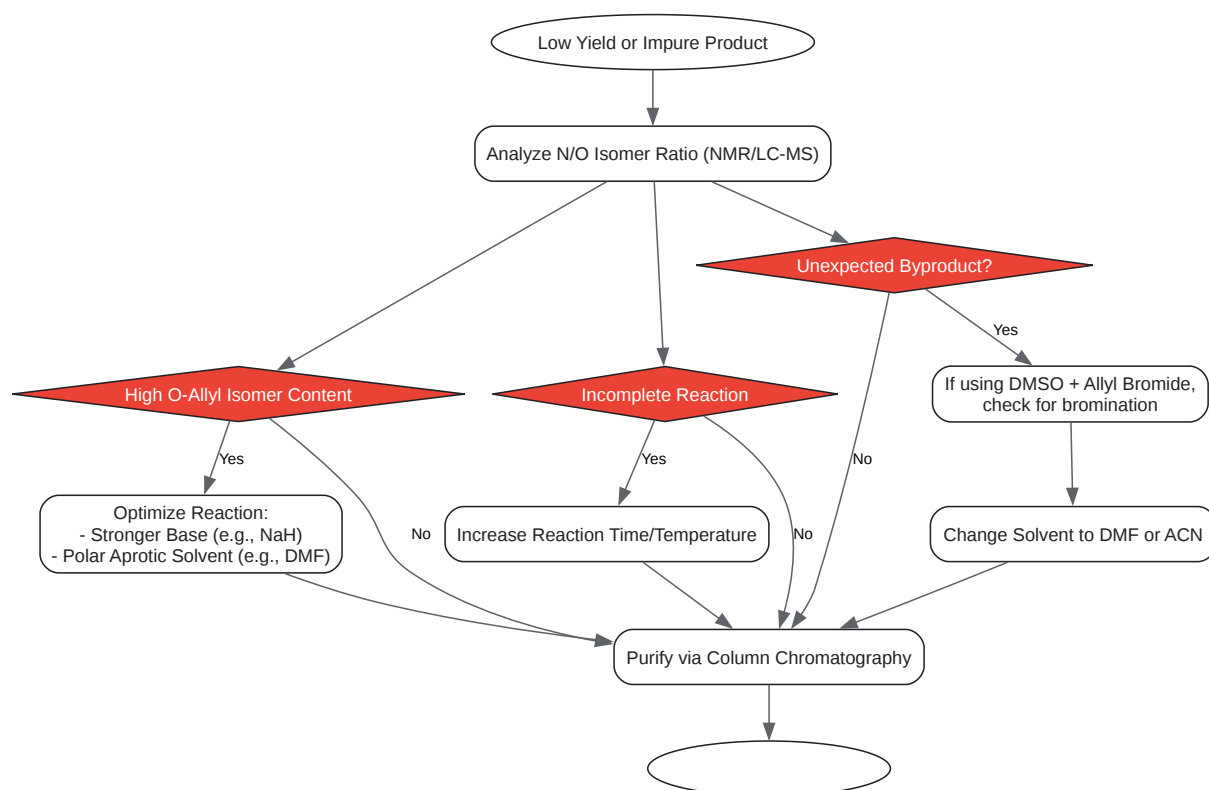 Low Yield or Impure Product
Analyze N/O Isomer Ratio (NMR/LC-MS)
Unexpected Byproduct?
Yes
High O-Allyl Isomer Content
Incomplete Reaction
If using DMSO + Allyl Bromide,
check for bromination
Yes
Yes
No
Optimize Reaction:
- Stronger Base (e.g., NaH)
- Polar Aprotic Solvent (e.g., DMF)
No
Increase Reaction Time/Temperature
No
Change Solvent to DMF or ACN
Purify via Column Chromatography